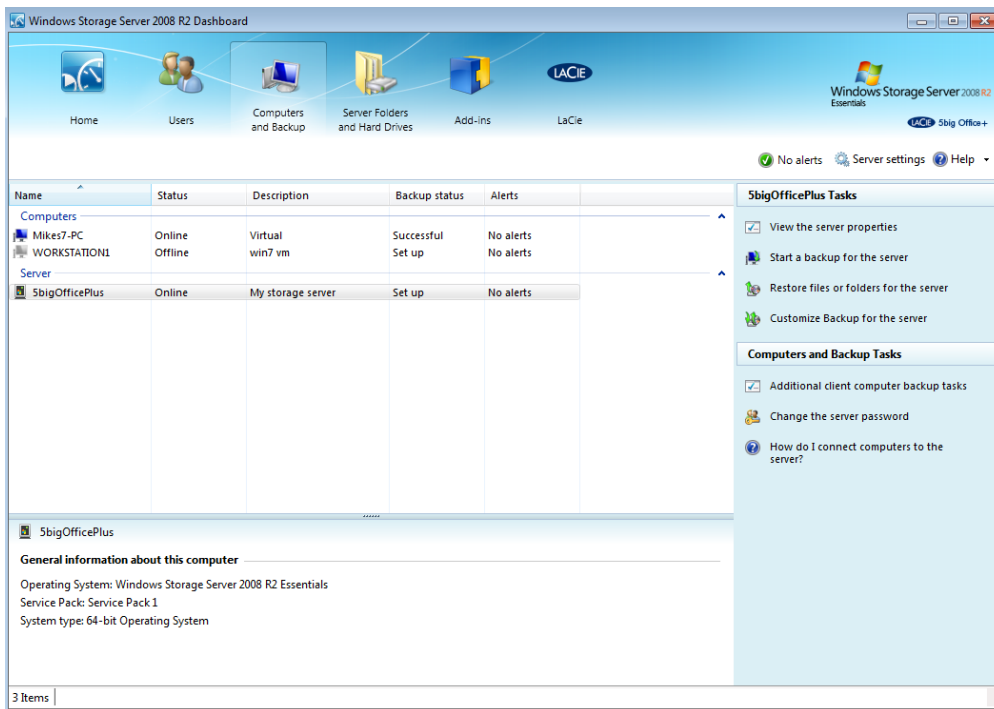 Windows Storage Server 2008 R2 Dashboard
Home
Users
Computers
and Backup
Server Folders
and Hard Drives
Add-ins
LACIE
LaCie
Windows Storage Server 2008 R2
Essentials
LACIE 5big Office+
No alerts Server settings Help
Name Status Description Backup status Alerts
Computers
Mikes7-PC Online Virtual Successful No alerts
WORKSTATION1 Offline win7 vm Set up No alerts
Server
5bigOfficePlus Online My storage server Set up No alerts
5bigOfficePlus Tasks
View the server properties
Start a backup for the server
Restore files or folders for the server
Customize Backup for the server
Computers and Backup Tasks
Additional client computer backup tasks
Change the server password
How do I connect computers to the
server?
5bigOfficePlus
General information about this computer
Operating System: Windows Storage Server 2008 R2 Essentials
Service Pack: Service Pack 1
System type: 64-bit Operating System
3 Items